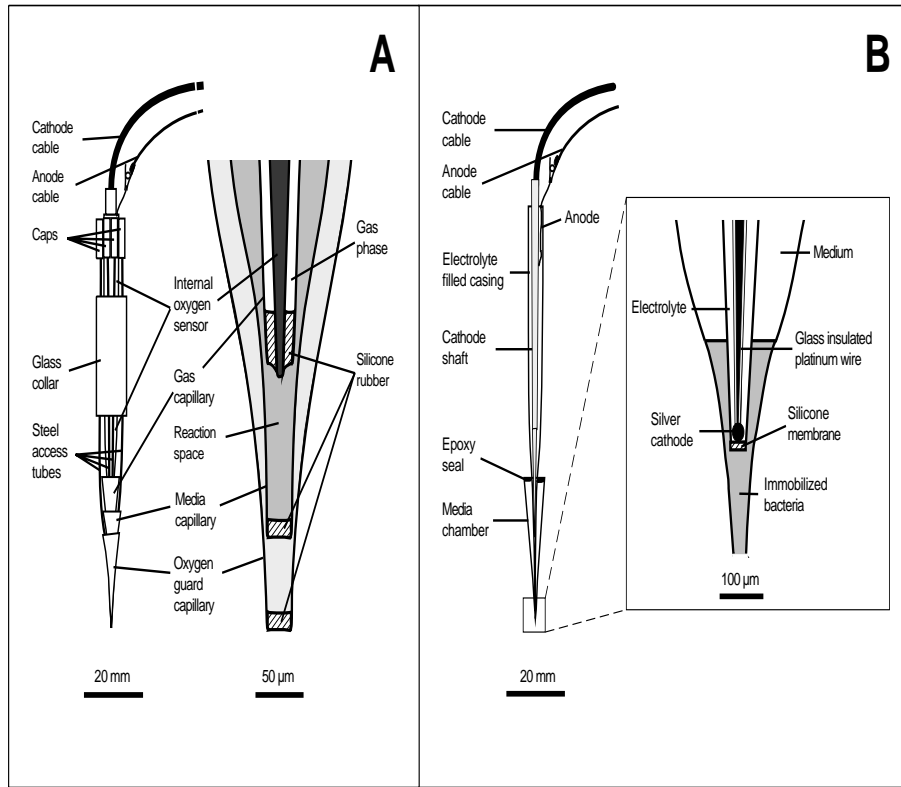 A
Cathode
cable
Anode
cable
Caps
Internal
oxygen
sensor
Glass
collar
Gas
capillary
Steel
access
tubes
Reaction
space
Media
capillary
Oxygen
guard
capillary
Gas
phase
Silicone
rubber
20 mm
50 µm
B
Cathode
cable
Anode
cable
Anode
Electrolyte
filled casing
Cathode
shaft
Epoxy
seal
Media
chamber
20 mm
Medium
Electrolyte
Glass insulated
platinum wire
Silver
cathode
Silicone
membrane
Immobilized
bacteria
100 µm